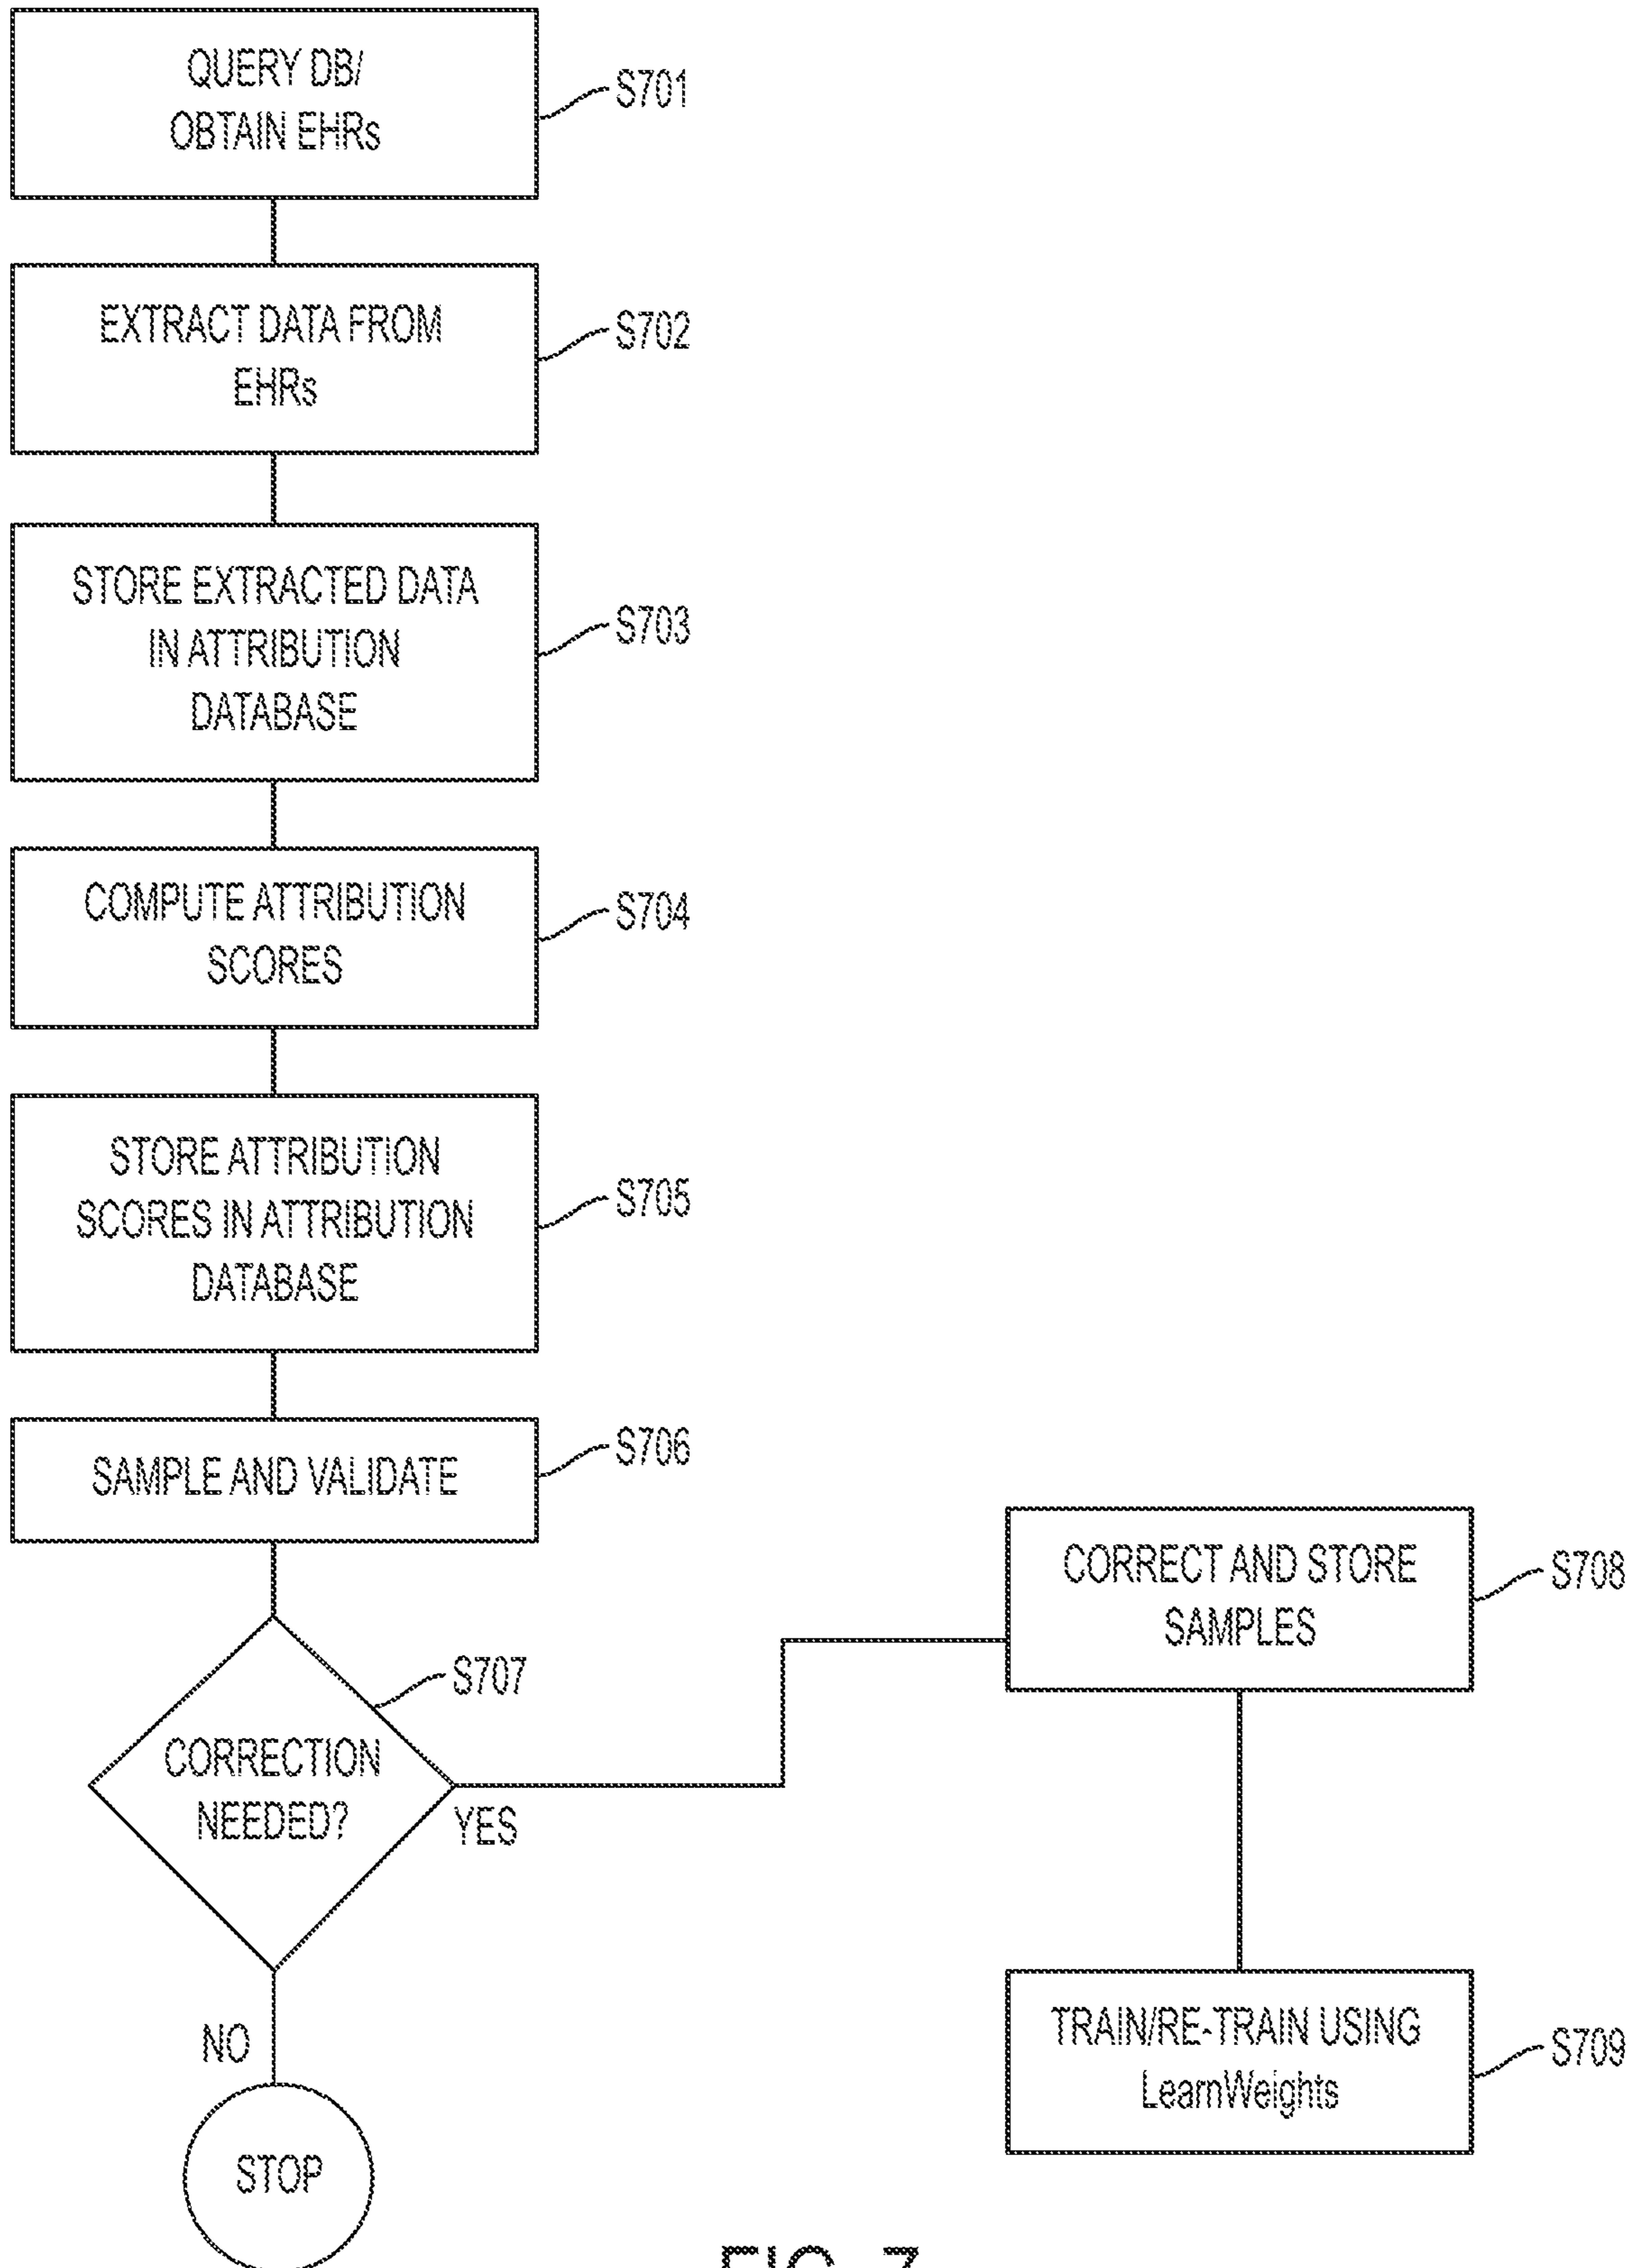 QUERY DB/
OBTAIN EHRs
S701
EXTRACT DATA FROM
EHRs
S702
STORE EXTRACTED DATA
IN ATTRIBUTION
DATABASE
S703
COMPUTE ATTRIBUTION
SCORES
S704
STORE ATTRIBUTION
SCORES IN ATTRIBUTION
DATABASE
S705
SAMPLE AND VALIDATE
S706
CORRECTION
NEEDED?
S707
YES
NO
STOP
CORRECT AND STORE
SAMPLES
S708
TRAIN/RE-TRAIN USING
LearnWeights
S709
FIG. 7